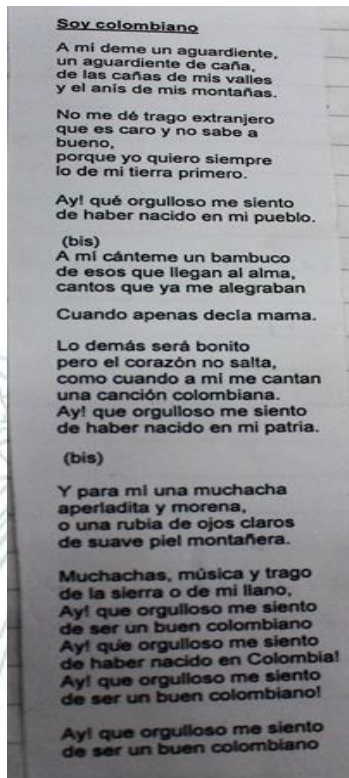 Soy colombiano
A mi deme un aguardiente,
un aguardiente de caña,
de las cañas de mis valles
y el anis de mis montañas.
No me dé trago extranjero
que es caro y no sabe a
bueno,
porque yo quiero siempre
lo de mi tierra primero.
Ay! qué orgulloso me siento
de haber nacido en mi pueblo.
(bis)
A mi cánteme un bambuco
de esos que llegan al alma,
cantos que ya me alegraban
Cuando apenas decia mama.
Lo demás será bonito
pero el corazón no salta,
como cuando a mi me cantan
una canción colombiana.
Ay! que orgulloso me siento
de haber nacido en mi patria.
(bis)
Y para mi una muchacha
aperladita y morena,
o una rubia de ojos claros
de suave piel montañera.
Muchachas, música y trago
de la sierra o de mi llano,
Ay! que orgulloso me siento
de ser un buen colombiano
Ay! que orgulloso me siento
de haber nacido en Colombia!
Ay! que orgulloso me siento
de ser un buen colombiano!
Ay! que orgulloso me siento
de ser un buen colombiano